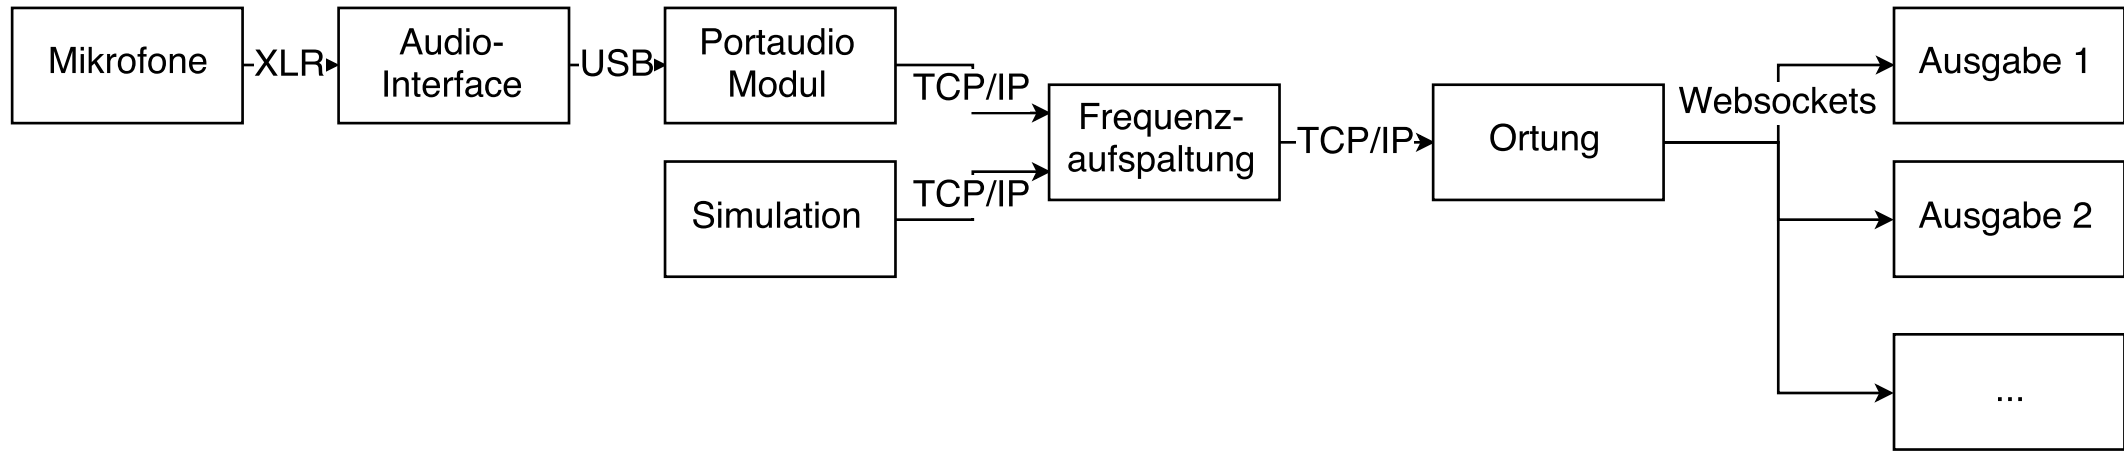 Mikrofone
XLR
Audio-
Interface
USB
Portaudio
Modul
TCP/IP
Simulation
TCP/IP
Frequenz-
aufspaltung
TCP/IP
Ortung
Websockets
Ausgabe 1
Ausgabe 2
...